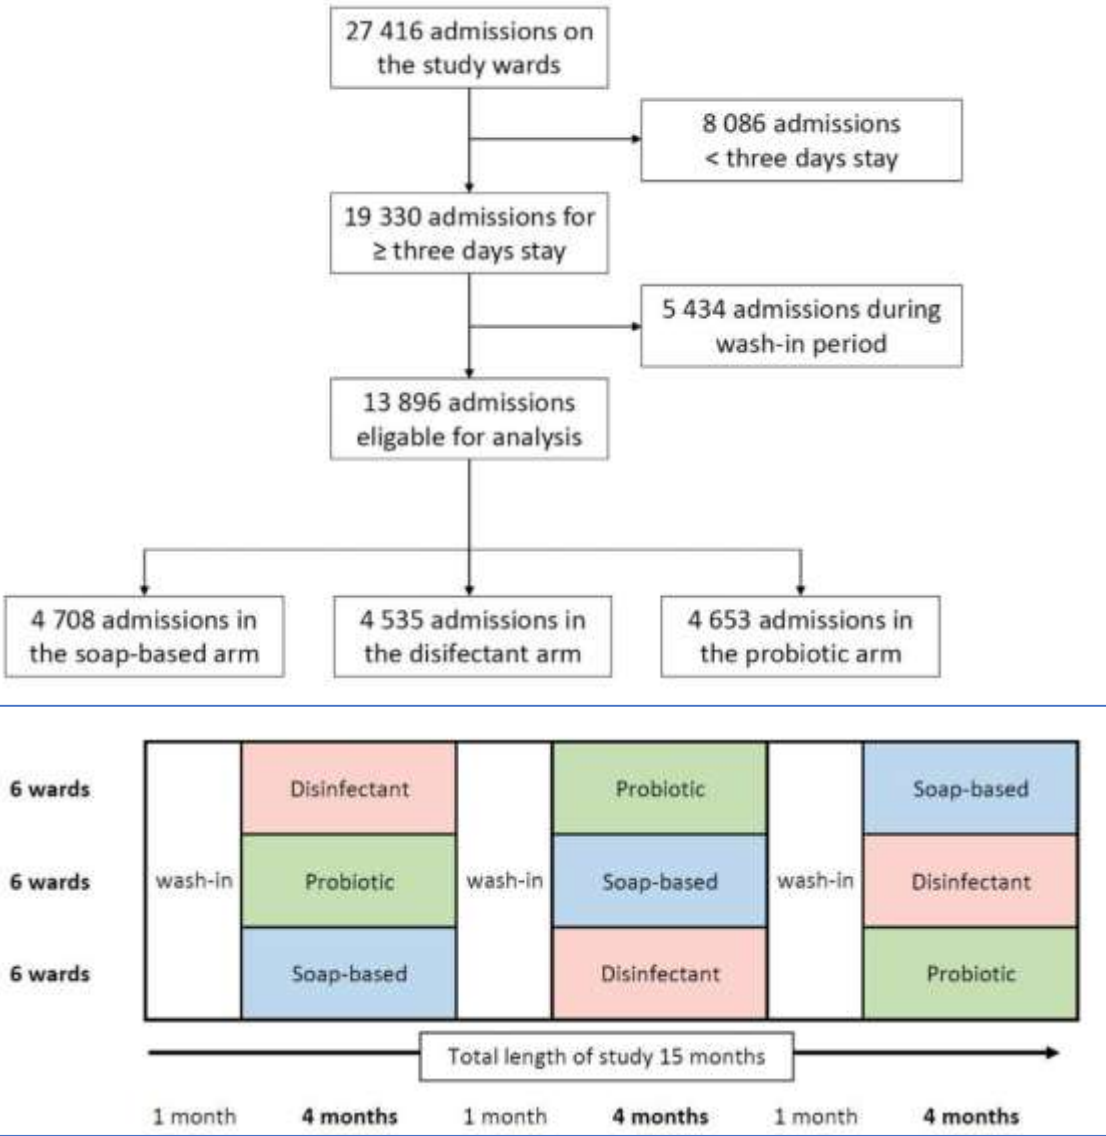 27 416 admissions on
the study wards
8 086 admissions
< three days stay
19 330 admissions for
≥ three days stay
5 434 admissions during
wash-in period
13 896 admissions
eligable for analysis
4 708 admissions in
the soap-based arm
4 535 admissions in
the disifectant arm
4 653 admissions in
the probiotic arm
6 wards
Disinfectant
Probiotic
Soap-based
6 wards
wash-in
Probiotic
wash-in
Soap-based
wash-in
Disinfectant
6 wards
Soap-based
Disinfectant
Probiotic
Total length of study 15 months
1 month
4 months
1 month
4 months
1 month
4 months